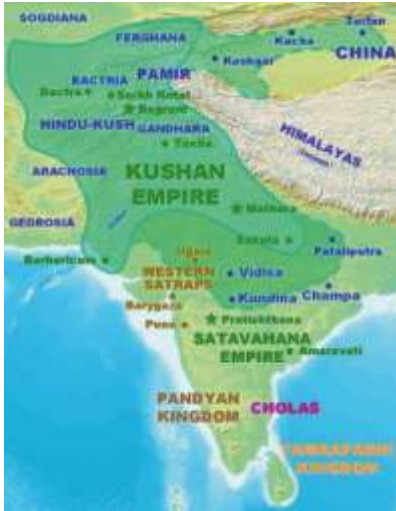 SOGDIANA
Turfan
FERGHANA
Kucha
CHINA
Kashgar
PAMIR
BACTRIA
Bactra
Surkh Kotal
Begram
HINDU-KUSH
GANDHARA
HIMALAYAS
Taxila
ARACHOSIA
KUSHAN
EMPIRE
Mathura
GEDROSIA
Saketa
Pataliputra
Barbaricum
Ujjain
WESTERN
SATRAPS
Vidisa
Barygaza
Kundina
Champa
Pune
Pratishthana
SATAVAHANA
EMPIRE
Amaravati
PANDYAN
KINGDOM
CHOLAS
KINGDOM